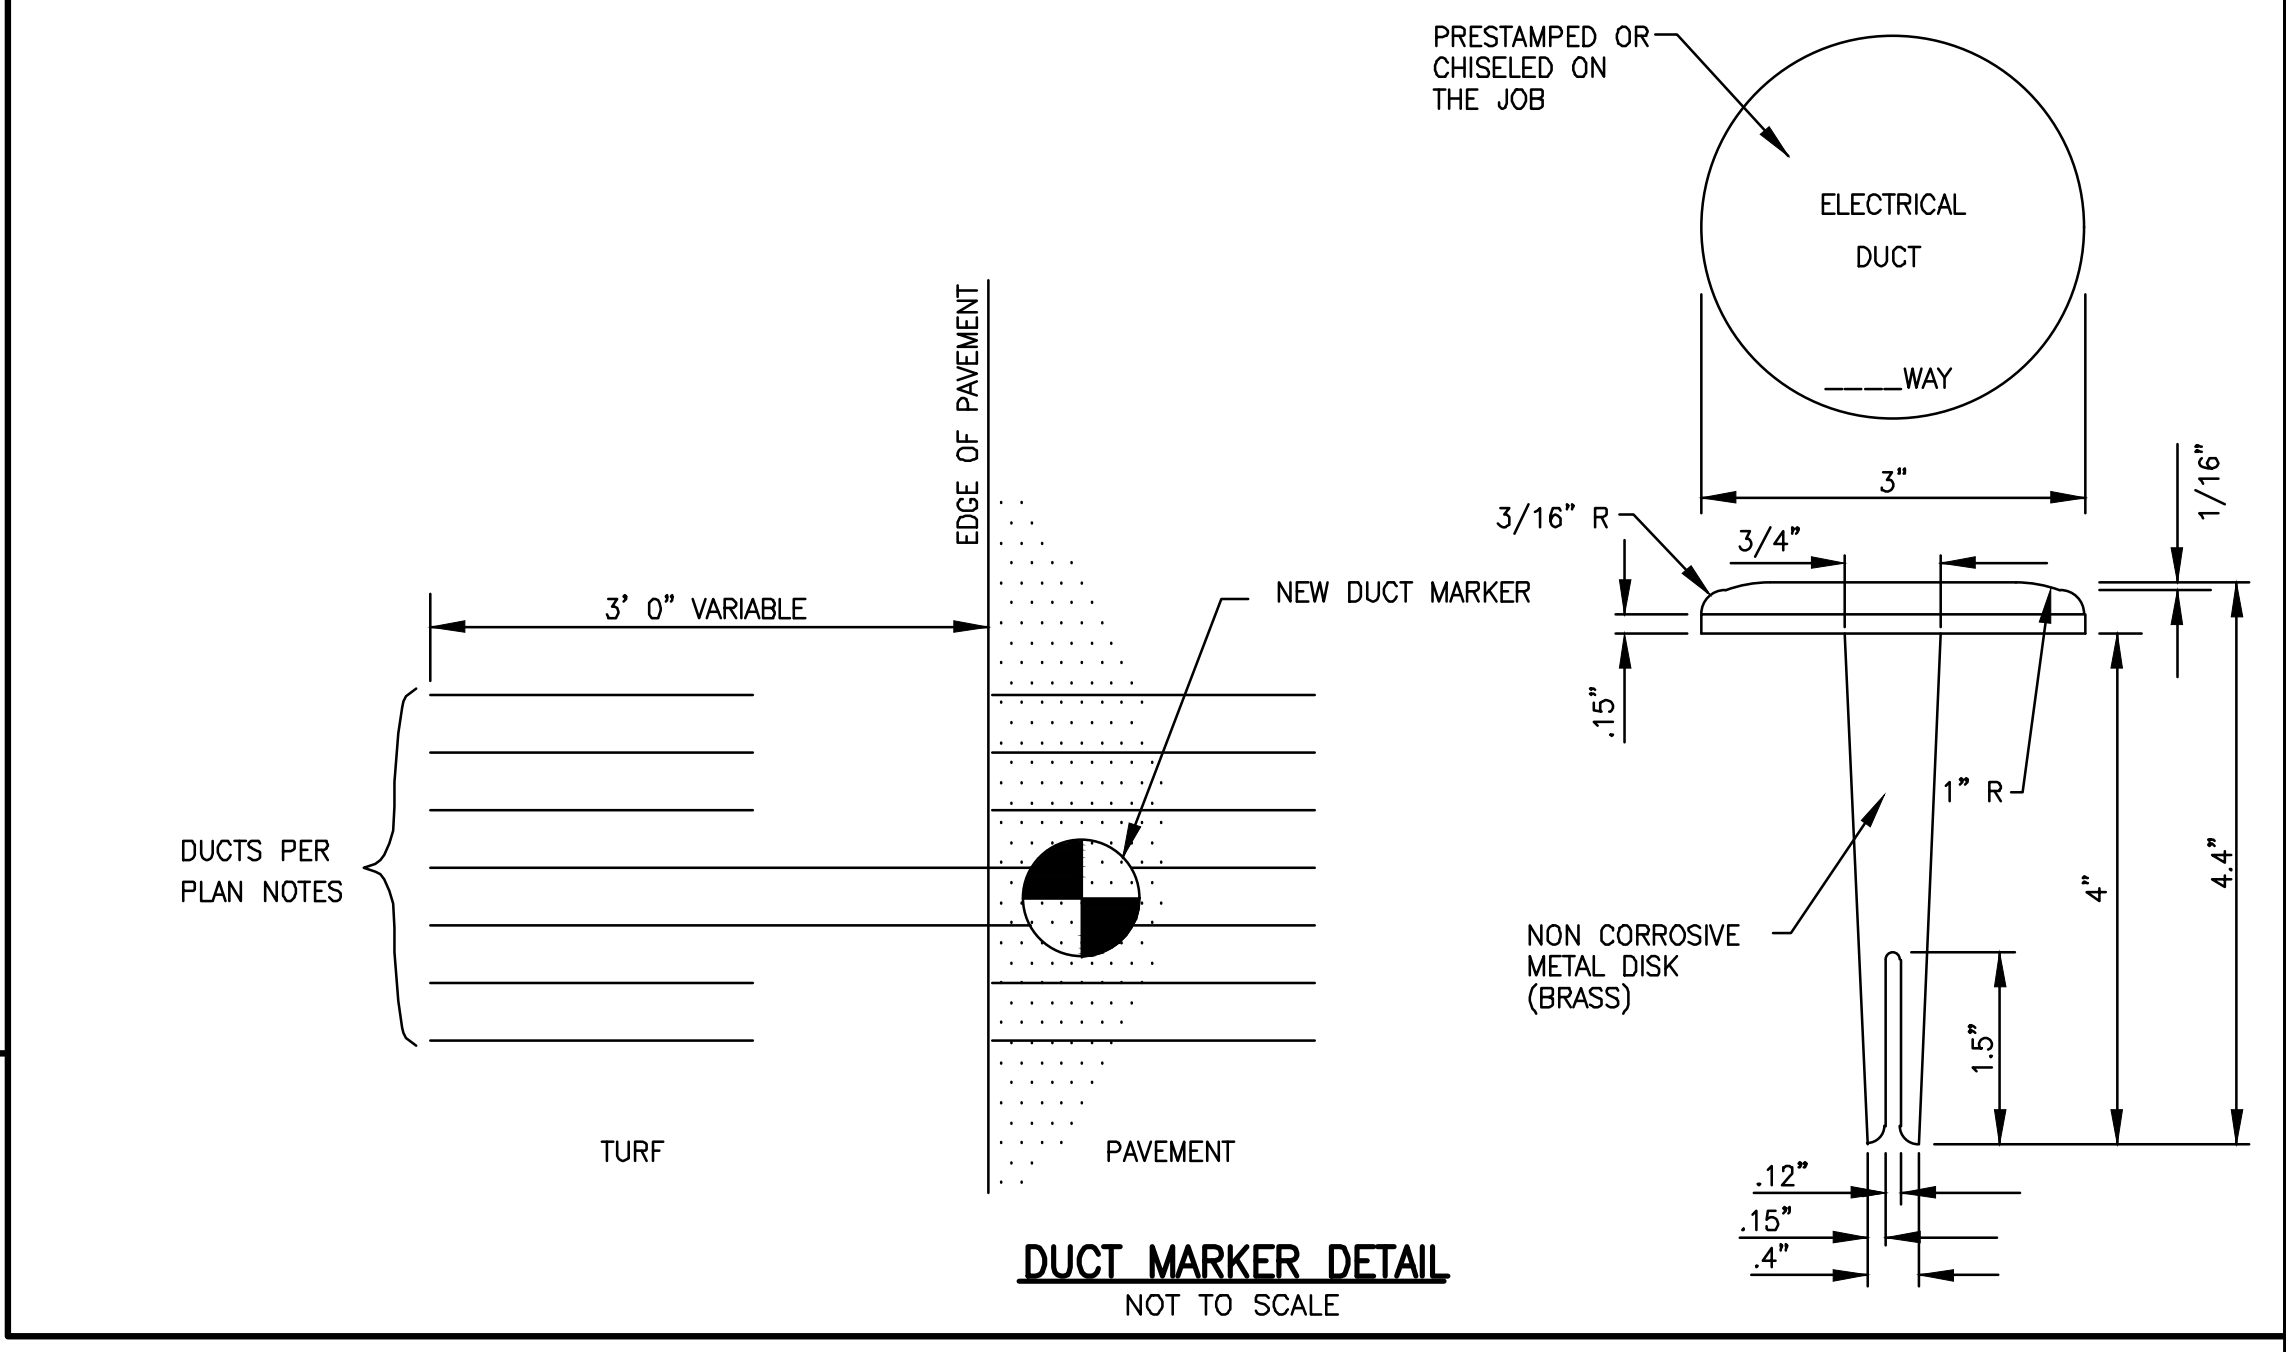 PRESTAMPED OR
CHISELED ON
THE JOB
ELECTRICAL
DUCT
____WAY
EDGE OF PAVEMENT
3"
1/16"
3/16" R
3/4"
NEW DUCT MARKER
3' 0" VARIABLE
.15"
1" R
DUCTS PER
PLAN NOTES
4"
4.4"
NON CORROSIVE
METAL DISK
(BRASS)
1.5"
TURF
PAVEMENT
.12"
.15"
.4"
DUCT MARKER DETAIL
NOT TO SCALE